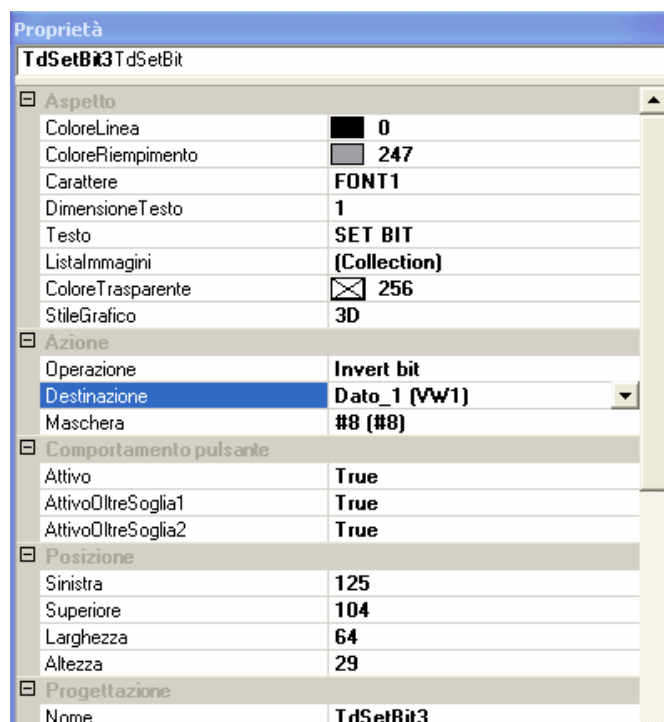 Proprietà
TdSetBit3TdSetBit
Aspetto
ColoreLinea 0
ColoreRiempimento 247
Carattere FONT1
DimensioneTesto 1
Testo SET BIT
ListaImmagini (Collection)
ColoreTrasparente 256
StileGrafico 3D
Azione
Operazione Invert bit
Destinazione Dato_1 (VW1)
Maschera #8 (#8)
Comportamento pulsante
Attivo True
AttivoOltreSoglia1 True
AttivoOltreSoglia2 True
Posizione
Sinistra 125
Superiore 104
Larghezza 64
Altezza 29
Progettazione
Nome TdSetBit3